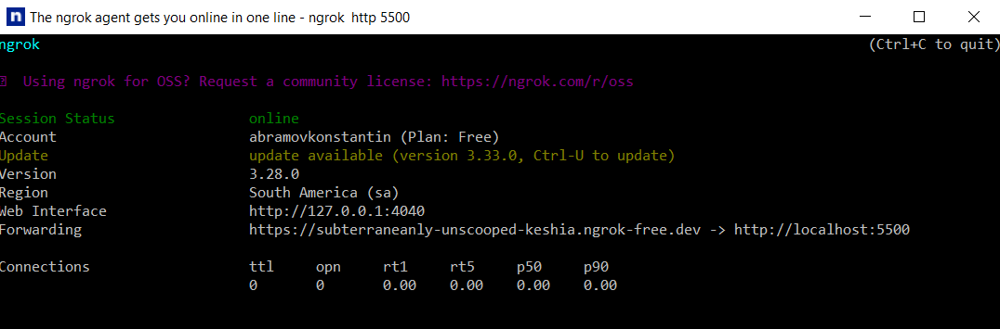 n The ngrok agent gets you online in one line - ngrok  http 5500
ngrok (Ctrl+C to quit)
Using ngrok for OSS? Request a community license: https://ngrok.com/r/oss
Session Status online
Account abramovkonstantin (Plan: Free)
Update update available (version 3.33.0, Ctrl-U to update)
Version 3.28.0
Region South America (sa)
Web Interface http://127.0.0.1:4040
Forwarding https://subterraneanly-unscooped-keshia.ngrok-free.dev -> http://localhost:5500
Connections ttl opn rt1 rt5 p50 p90
0 0 0.00 0.00 0.00 0.00